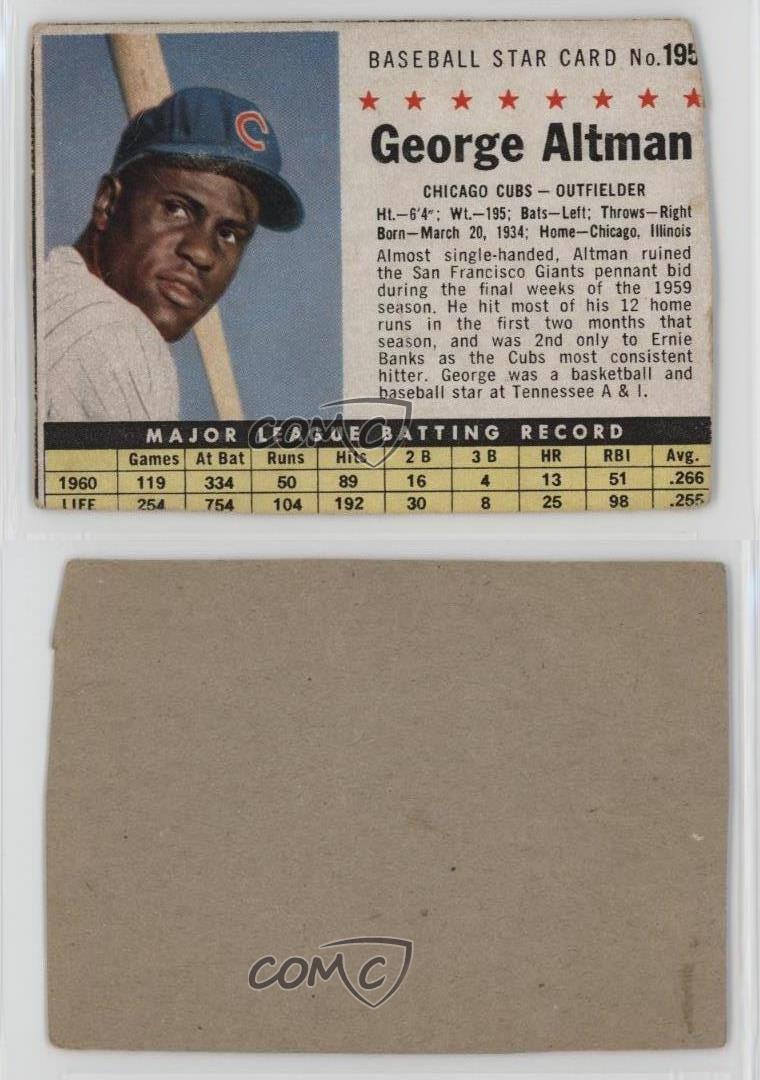 C
BASEBALL STAR CARD No.195
George Altman
CHICAGO CUBS — OUTFIELDER
Ht.—6'4"; Wt.—195; Bats—Left; Throws—Right
Born—March 20, 1934; Home—Chicago, Illinois
Almost single-handed, Altman ruined
the San Francisco Giants pennant bid
during the final weeks of the 1959
season. He hit most of his 12 home
runs in the first two months that
season, and was 2nd only to Ernie
Banks as the Cubs most consistent
hitter. George was a basketball and
baseball star at Tennessee A & I.
MAJOR LEAGUE BATTING RECORD
Games At Bat Runs Hits 2 B 3 B HR RBI Avg.
1960 119 334 50 89 16 4 13 51 .266
LIFE 254 754 104 192 30 8 25 98 .255
COMC
COMC